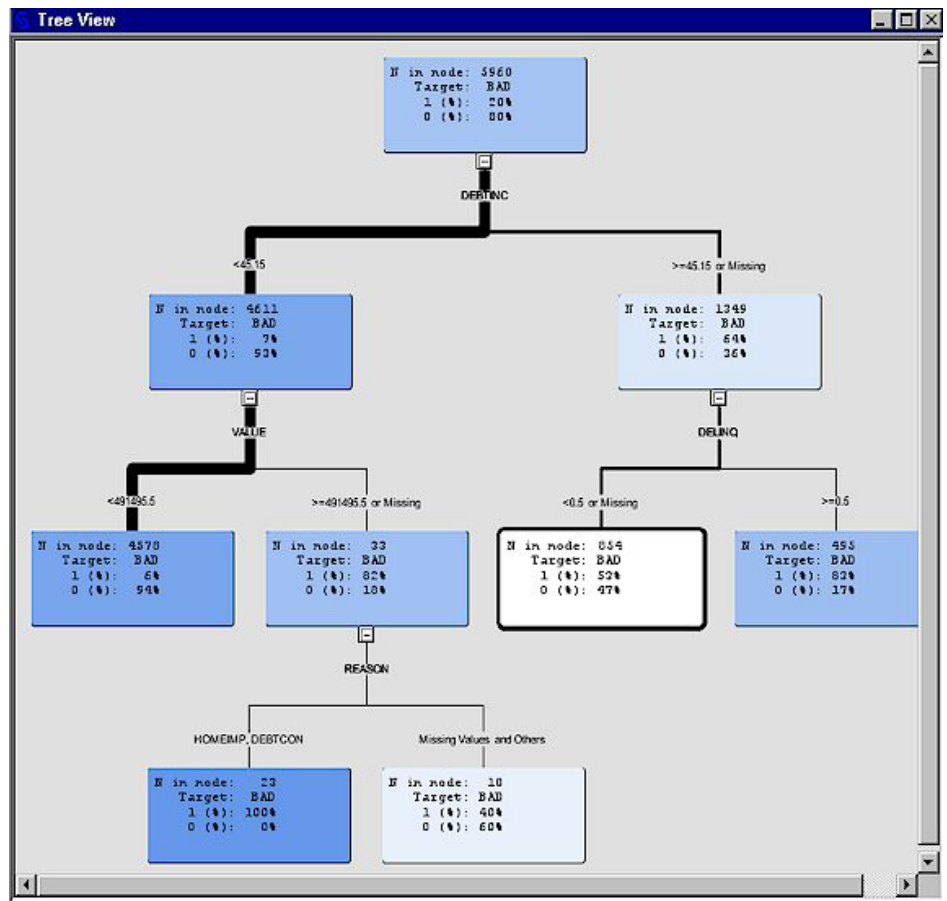 Tree View
N in node: 5960
Target: BAD
1 (%): 20%
0 (%): 80%
DEBTINC
<45.15
>=45.15 or Missing
N in node: 4611
Target: BAD
1 (%): 7%
0 (%): 93%
N in node: 1349
Target: BAD
1 (%): 64%
0 (%): 36%
VALUE
DELINQ
<491495.5
>=491495.5 or Missing
<0.5 or Missing
>=0.5
N in node: 4578
Target: BAD
1 (%): 6%
0 (%): 94%
N in node: 33
Target: BAD
1 (%): 82%
0 (%): 18%
N in node: 854
Target: BAD
1 (%): 53%
0 (%): 47%
N in node: 495
Target: BAD
1 (%): 83%
0 (%): 17%
REASON
HOMEIMP, DEBTCON
Missing Values and Others
N in node: 23
Target: BAD
1 (%): 100%
0 (%): 0%
N in node: 10
Target: BAD
1 (%): 40%
0 (%): 60%